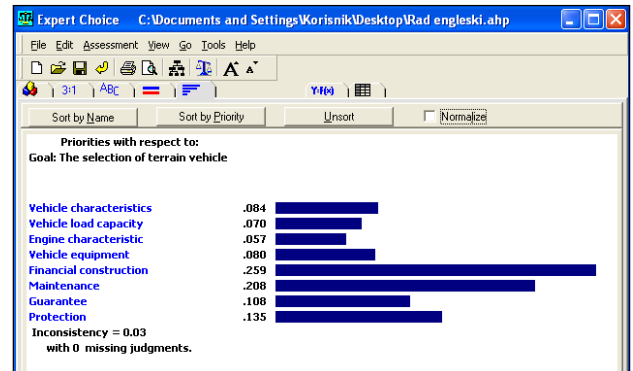 Expert Choice C:\Documents and Settings\Korisnik\Desktop\Rad engleski.ahp
File Edit Assessment View Go Tools Help
A A
3:1 ABC Y=F(x)
Sort by Name Sort by Priority Unsort Normalize
Priorities with respect to:
Goal: The selection of terrain vehicle
Vehicle characteristics .084
Vehicle load capacity .070
Engine characteristic .057
Vehicle equipment .080
Financial construction .259
Maintenance .208
Guarantee .108
Protection .135
Inconsistency = 0.03
with 0 missing judgments.